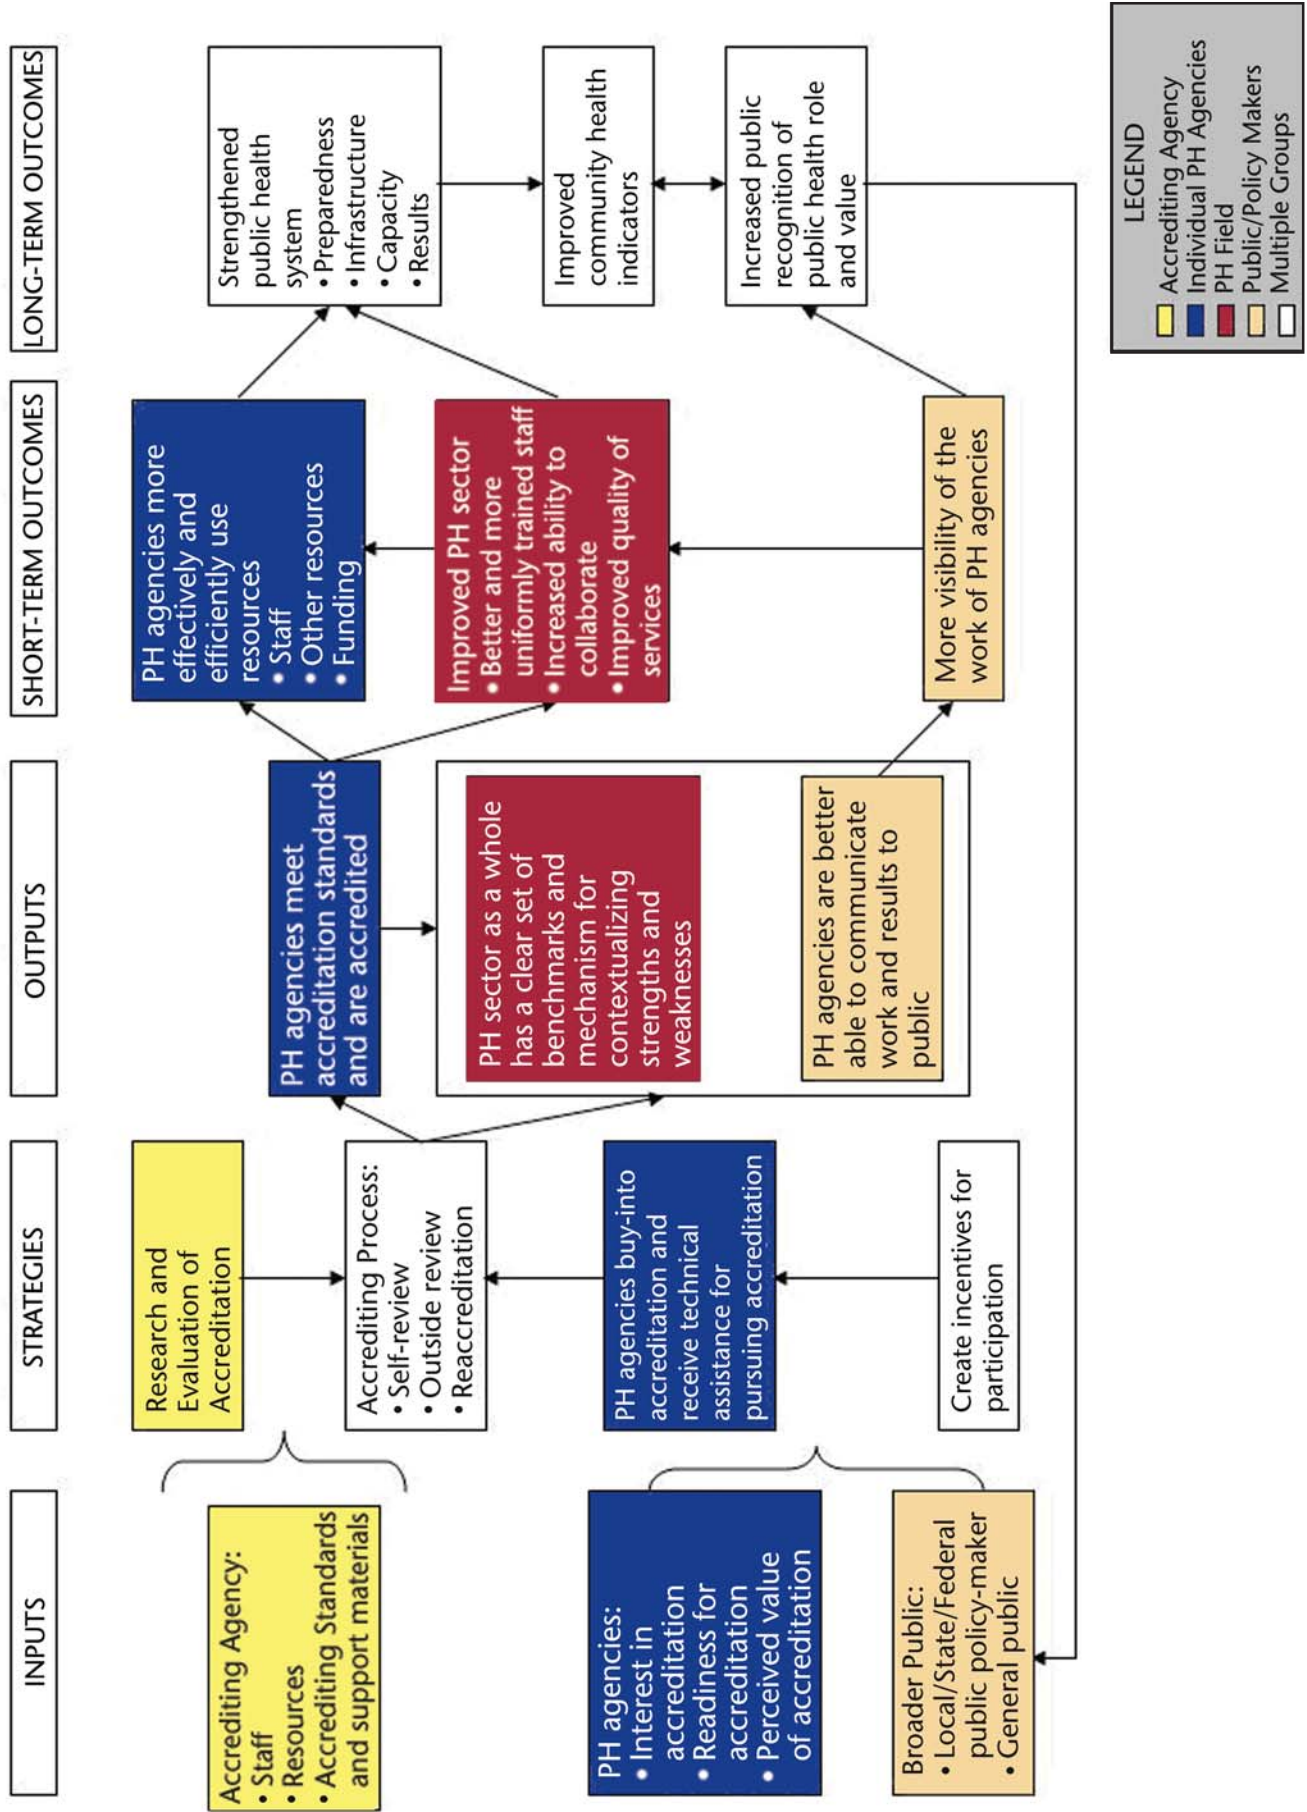 INPUTS
Accrediting Agency:
• Staff
• Resources
• Accrediting Standards
and support materials
PH agencies:
• Interest in
accreditation
• Readiness for
accreditation
• Perceived value
of accreditation
Broader Public:
• Local/State/Federal
public policy-maker
• General public
STRATEGIES
Research and
Evaluation of
Accreditation
Accrediting Process:
• Self-review
• Outside review
• Reaccreditation
PH agencies buy-into
accreditation and
receive technical
assistance for
pursuing accreditation
Create incentives for
participation
OUTPUTS
PH agencies meet
accreditation standards
and are accredited
PH sector as a whole
has a clear set of
benchmarks and
mechanism for
contextualizing
strengths and
weaknesses
PH agencies are better
able to communicate
work and results to
public
SHORT-TERM OUTCOMES
PH agencies more
effectively and
efficiently use
resources
• Staff
• Other resources
• Funding
Improved PH sector
• Better and more
uniformly trained staff
• Increased ability to
collaborate
• Improved quality of
services
More visibility of the
work of PH agencies
LONG-TERM OUTCOMES
Strengthened
public health
system
• Preparedness
• Infrastructure
• Capacity
• Results
Improved
community health
indicators
Increased public
recognition of
public health role
and value
LEGEND
Accrediting Agency
Individual PH Agencies
PH Field
Public/Policy Makers
Multiple Groups